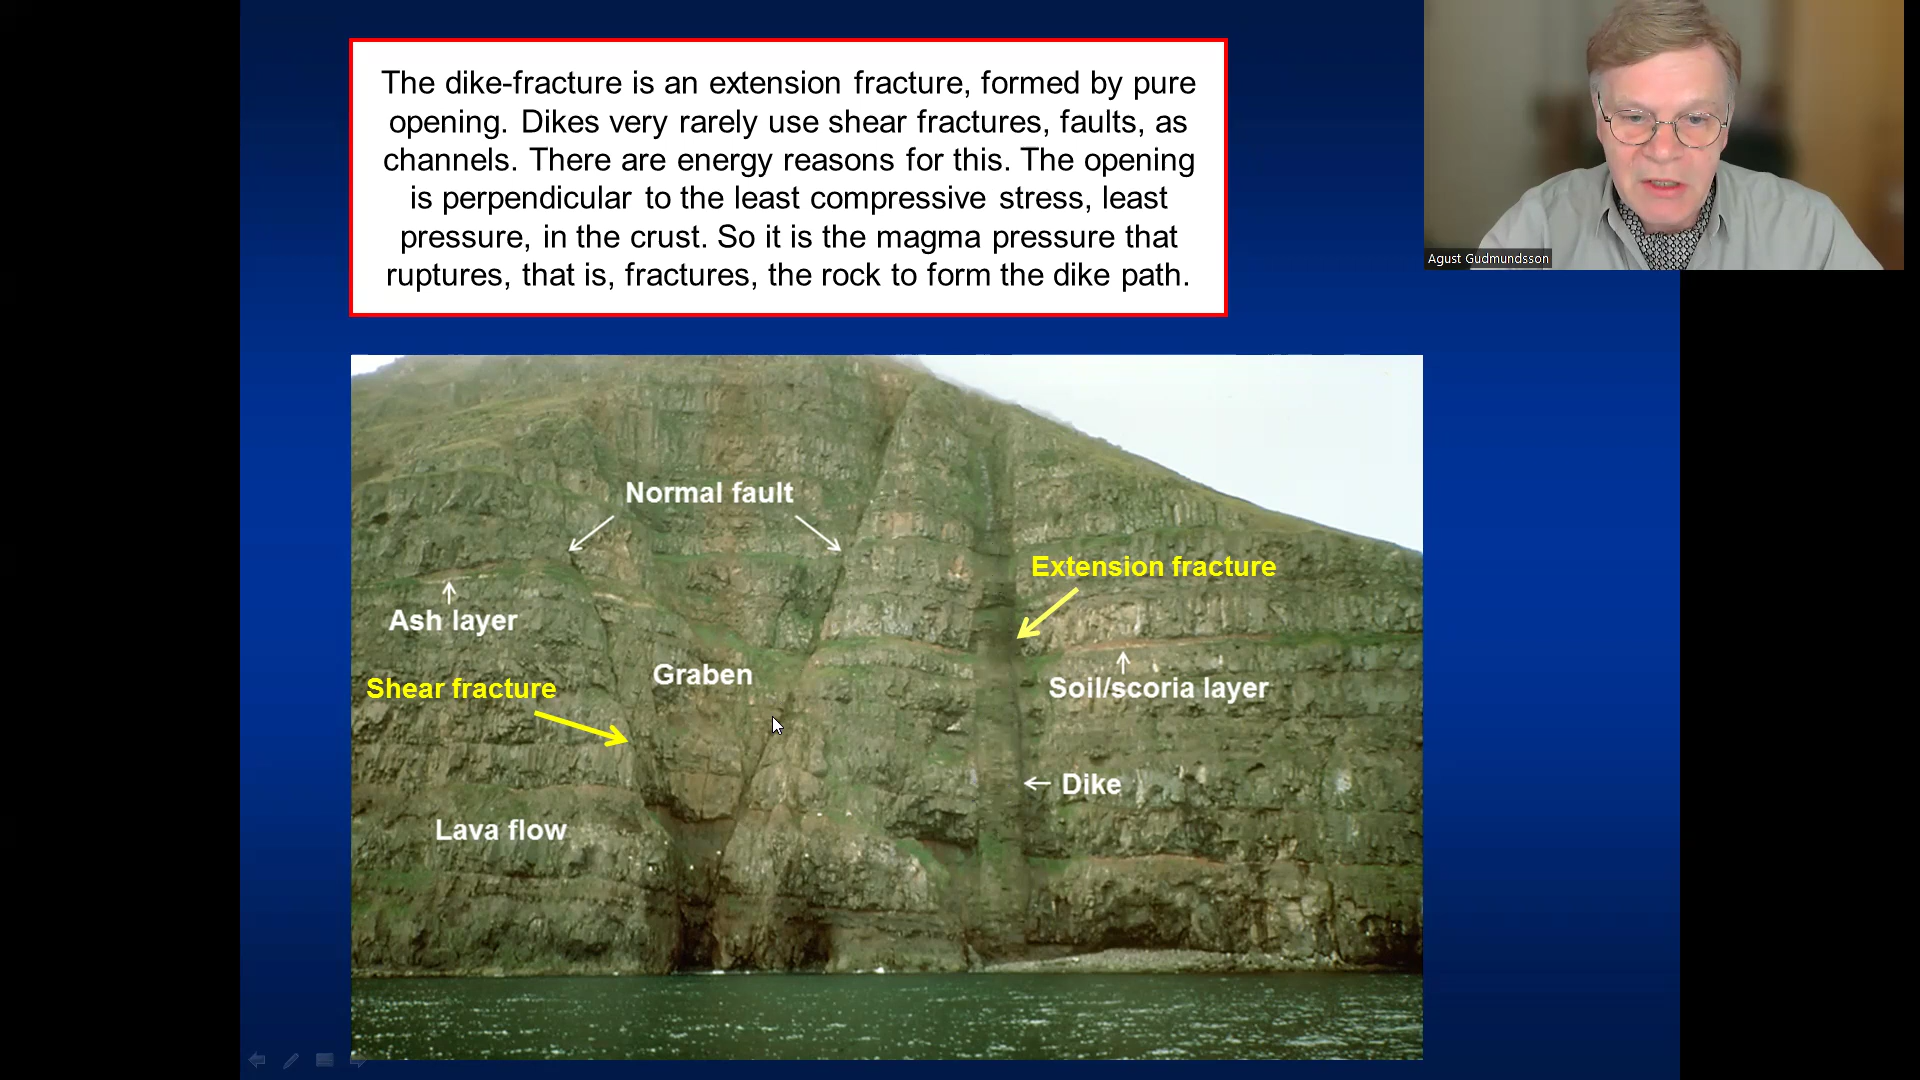 The dike-fracture is an extension fracture, formed by pure
opening. Dikes very rarely use shear fractures, faults, as
channels. There are energy reasons for this. The opening
is perpendicular to the least compressive stress, least
pressure, in the crust. So it is the magma pressure that
ruptures, that is, fractures, the rock to form the dike path.
Agust Gudmundsson
Normal fault
Extension fracture
Ash layer
Graben
Shear fracture
Soil/scoria layer
Dike
Lava flow